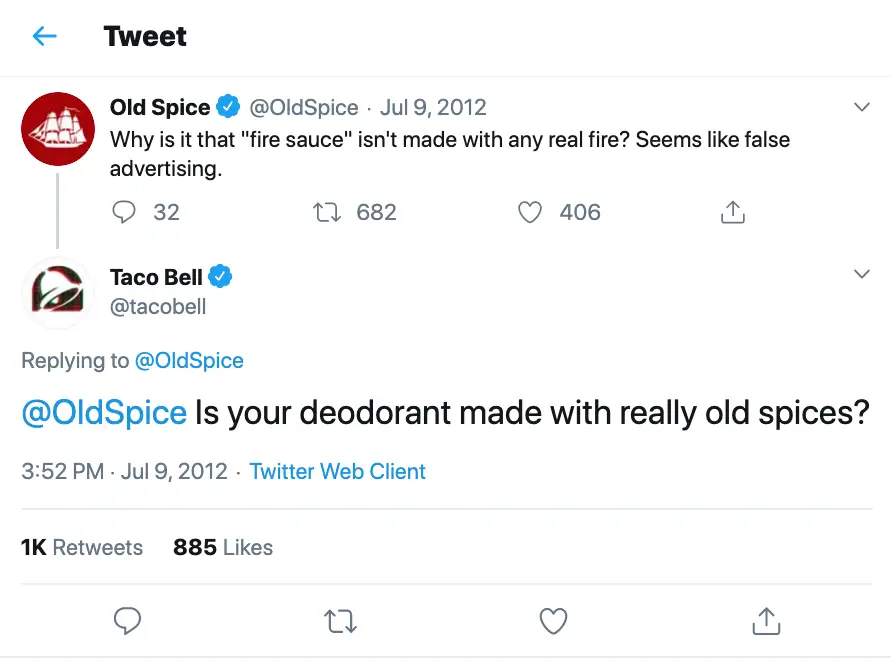 Tweet
Old Spice @OldSpice · Jul 9, 2012
Why is it that "fire sauce" isn't made with any real fire? Seems like false
advertising.
32 682 406
Taco Bell
@tacobell
Replying to @OldSpice
@OldSpice Is your deodorant made with really old spices?
3:52 PM · Jul 9, 2012 · Twitter Web Client
1K Retweets 885 Likes